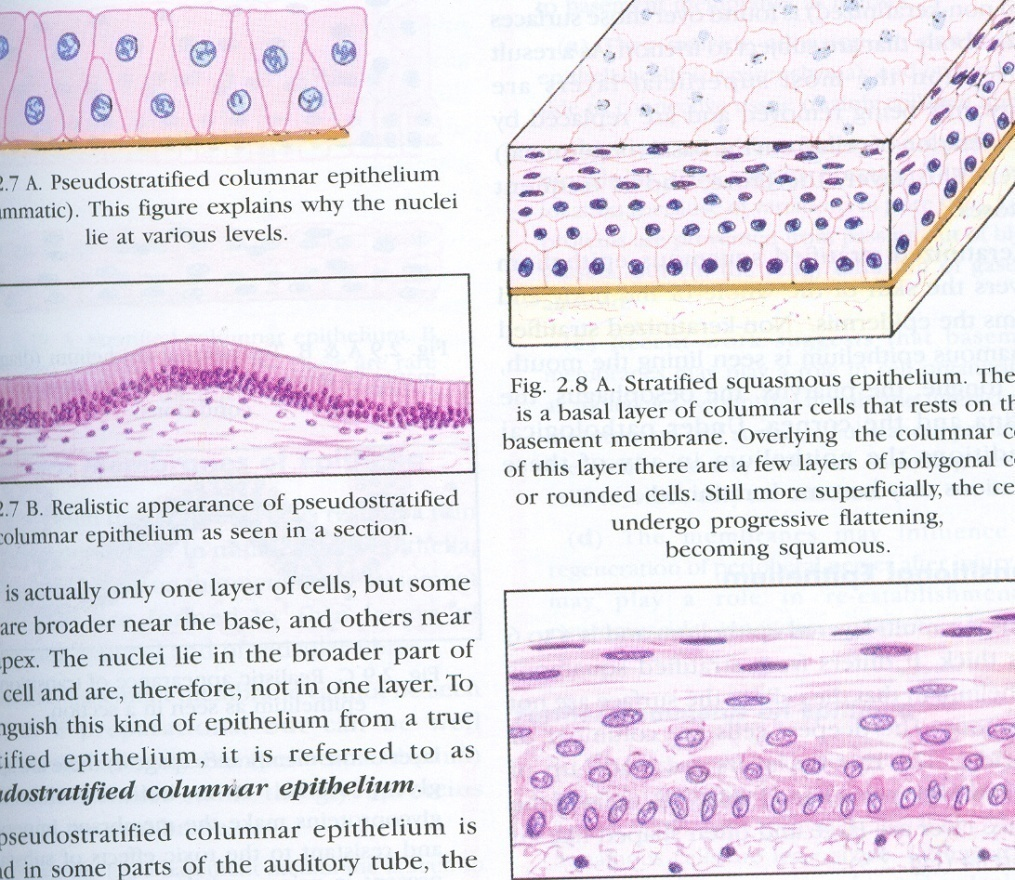 2.7 A. Pseudostratified columnar epithelium
mmatic). This figure explains why the nuclei
lie at various levels.
2.7 B. Realistic appearance of pseudostratified
columnar epithelium as seen in a section.
is actually only one layer of cells, but some
are broader near the base, and others near
pex. The nuclei lie in the broader part of
cell and are, therefore, not in one layer. To
nguish this kind of epithelium from a true
tified epithelium, it is referred to as
udostratified columnar epithelium.
pseudostratified columnar epithelium is
nd in some parts of the auditory tube, the
Fig. 2.8 A. Stratified squasmous epithelium. The
is a basal layer of columnar cells that rests on th
basement membrane. Overlying the columnar c
of this layer there are a few layers of polygonal c
or rounded cells. Still more superficially, the ce
undergo progressive flattening,
becoming squamous.